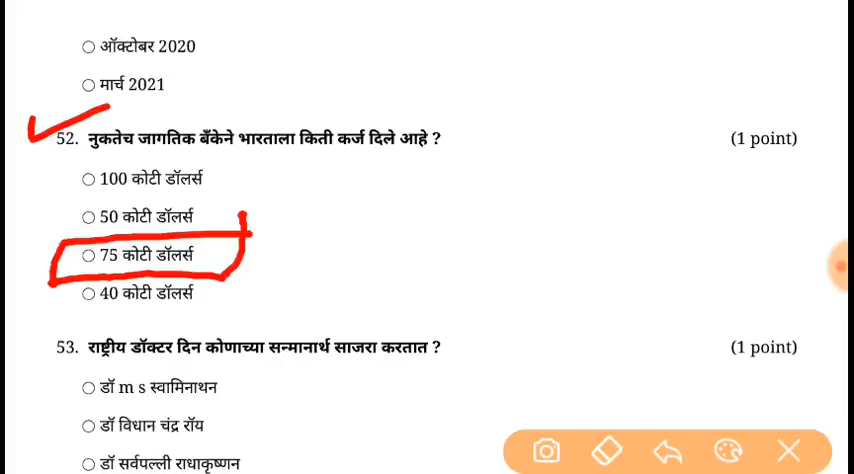 ऑक्टोबर 2020
मार्च 2021
52. नुकतेच जागतिक बँकेने भारताला किती कर्ज दिले आहे ? (1 point)
100 कोटी डॉलर्स
50 कोटी डॉलर्स
75 कोटी डॉलर्स
40 कोटी डॉलर्स
53. राष्ट्रीय डॉक्टर दिन कोणाच्या सन्मानार्थ साजरा करतात ? (1 point)
डॉ m s स्वामिनाथन
डॉ विधान चंद्र रॉय
डॉ सर्वपल्ली राधाकृष्णन